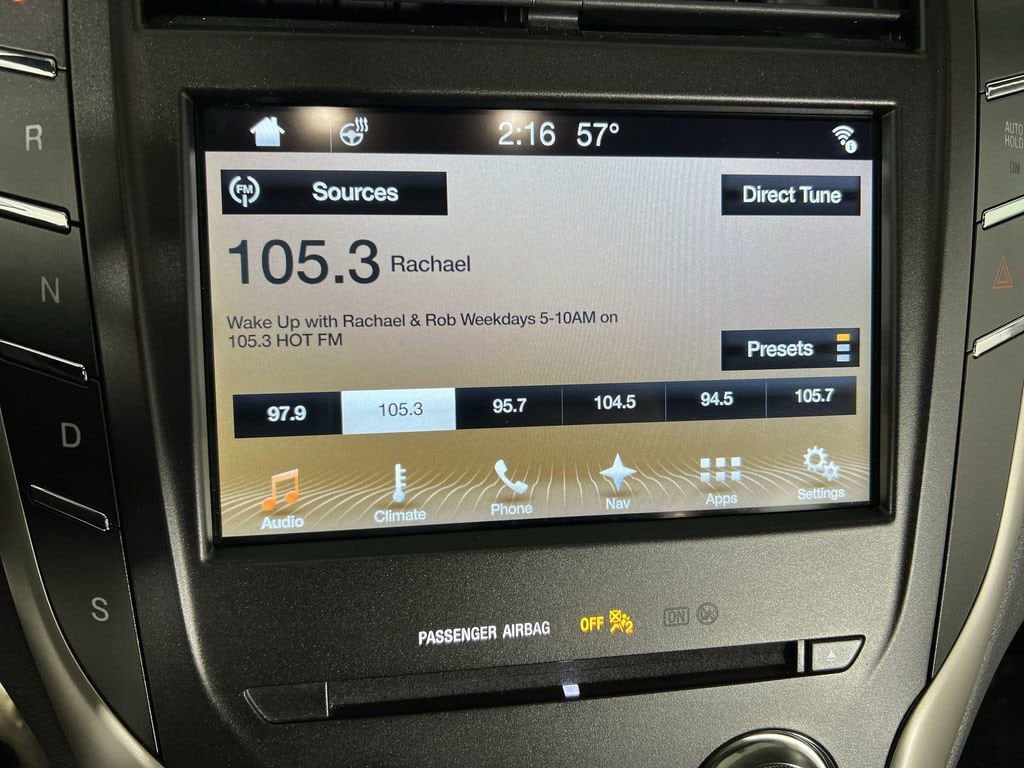 2:16 57°
FM Sources
Direct Tune
105.3 Rachael
Wake Up with Rachael & Rob Weekdays 5-10AM on
105.3 HOT FM
Presets
97.9 105.3 95.7 104.5 94.5 105.7
Audio Climate Phone Nav Apps Settings
R
N
D
S
AUTO
HOLD
ON
PASSENGER AIRBAG OFF 2 ON